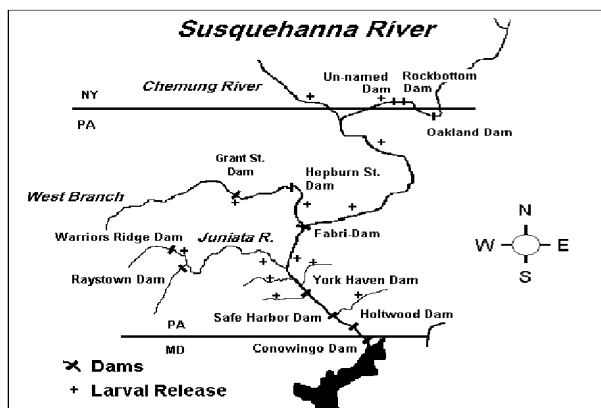 Susquehanna River
Chemung River
Un-named
Dam
Rockbottom
Dam
NY
PA
Oakland Dam
Grant St.
Dam
Hepburn St.
Dam
West Branch
Fabri-Dam
Warriors Ridge Dam
Juniata R.
Raystown Dam
York Haven Dam
Safe Harbor Dam
Holtwood Dam
PA
MD
Conowingo Dam
N
W
E
S
Dams
Larval Release